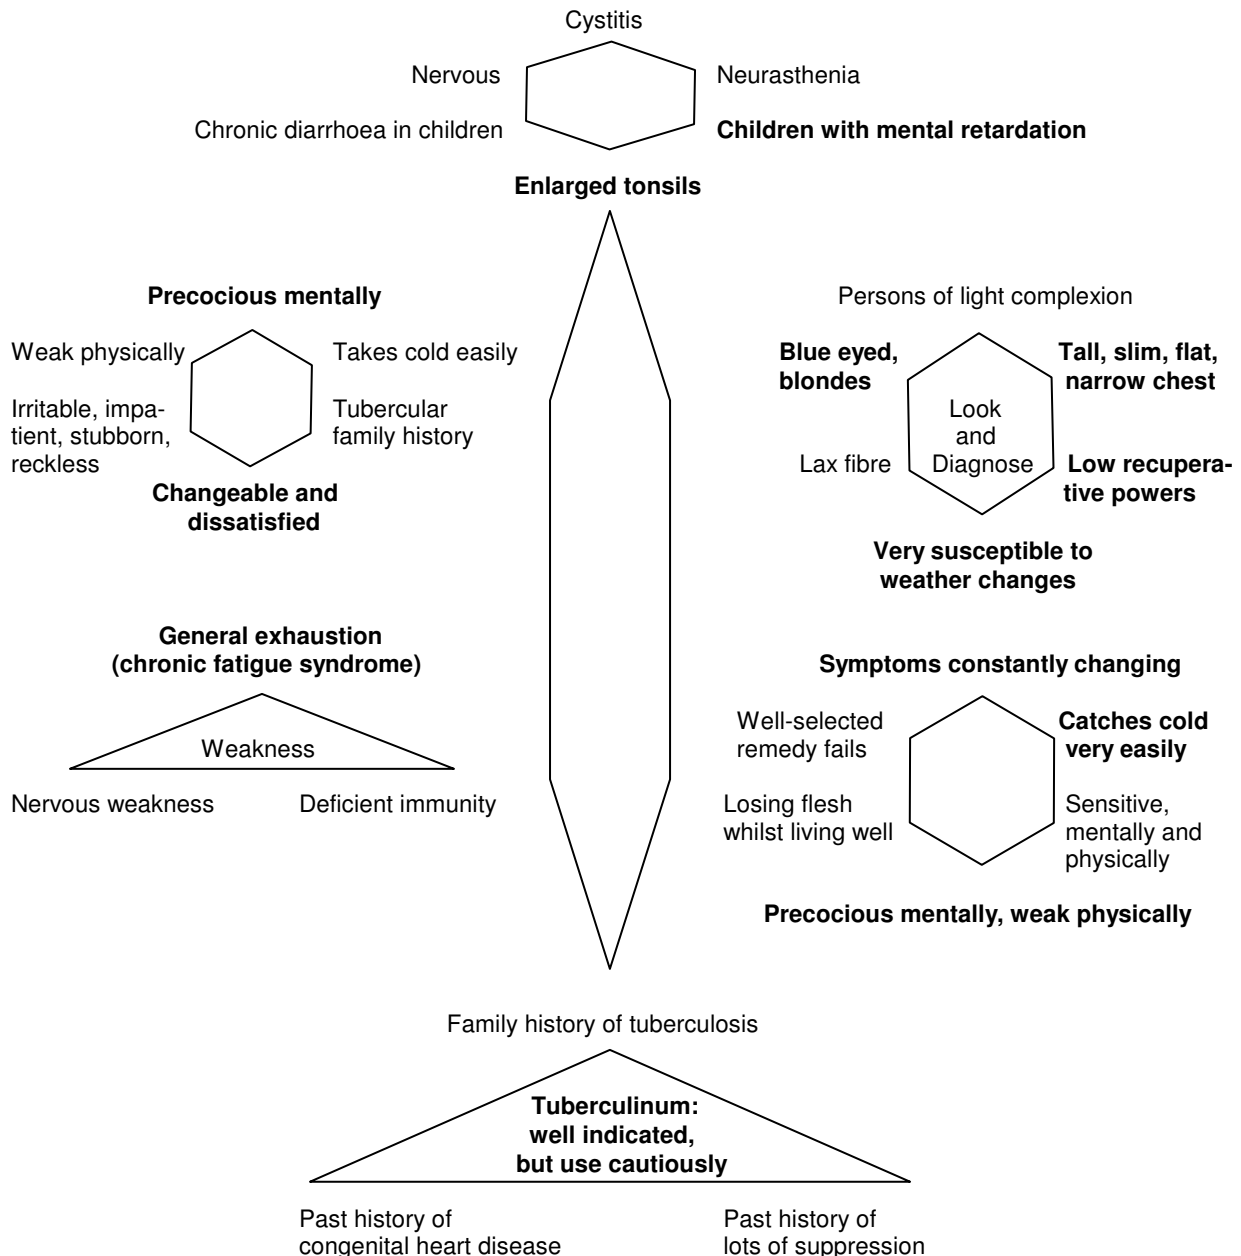 Cystitis
Nervous
Neurasthenia
Chronic diarrhoea in children
Children with mental retardation
Enlarged tonsils
Precocious mentally
Weak physically
Takes cold easily
Irritable, impa-
tient, stubborn,
reckless
Tubercular
family history
Changeable and
dissatisfied
Persons of light complexion
Blue eyed,
blondes
Tall, slim, flat,
narrow chest
Look
and
Diagnose
Lax fibre
Low recupera-
tive powers
Very susceptible to
weather changes
General exhaustion
(chronic fatigue syndrome)
Weakness
Nervous weakness
Deficient immunity
Symptoms constantly changing
Well-selected
remedy fails
Catches cold
very easily
Losing flesh
whilst living well
Sensitive,
mentally and
physically
Precocious mentally, weak physically
Family history of tuberculosis
Tuberculinum:
well indicated,
but use cautiously
Past history of
congenital heart disease
Past history of
lots of suppression